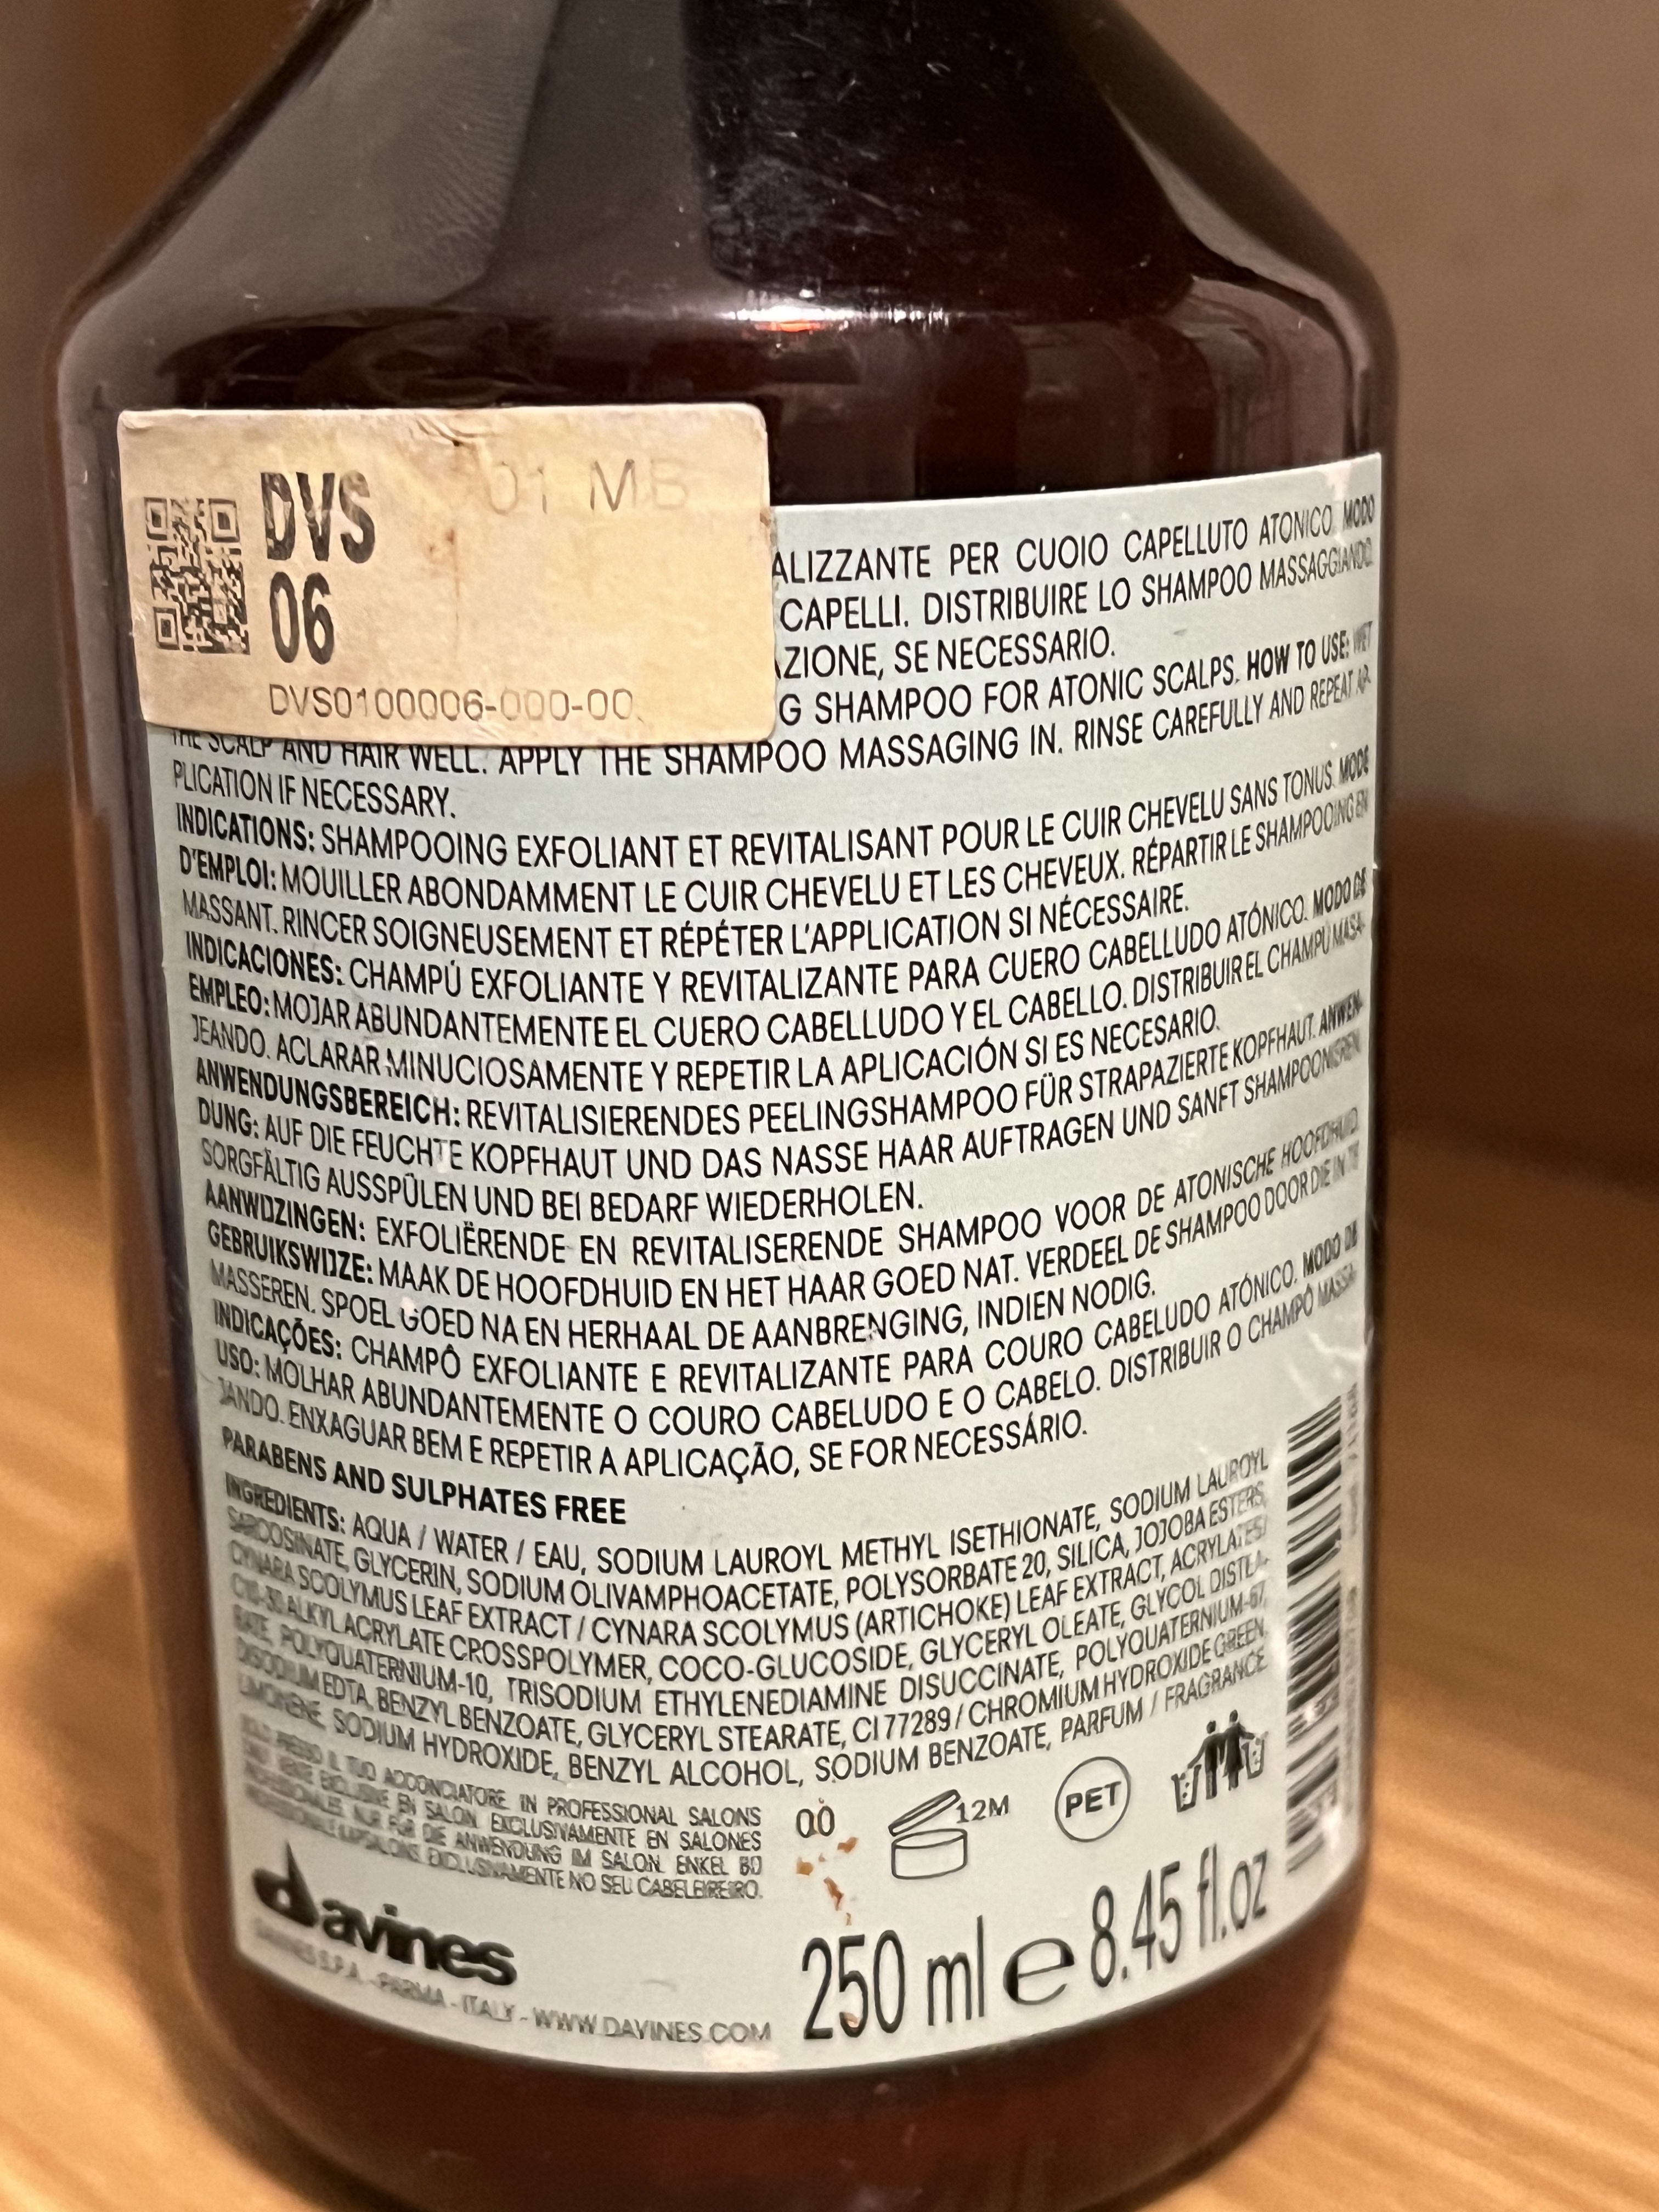 DVS
06
DVS0100006-000-00
01 M
ALIZZANTE PER CUOIO CAPELLUTO ATONICO. MODO
CAPELLI. DISTRIBUIRE LO SHAMPOO MASSAGGIANDO.
AZIONE, SE NECESSARIO.
G SHAMPOO FOR ATONIC SCALPS. HOW TO USE: WET
THE SCALP AND HAIR WELL. APPLY THE SHAMPOO MASSAGING IN. RINSE CAREFULLY AND REPEAT AP-
PLICATION IF NECESSARY.
INDICATIONS: SHAMPOOING EXFOLIANT ET REVITALISANT POUR LE CUIR CHEVELU SANS TONUS. MODE
D'EMPLOI: MOUILLER ABONDAMMENT LE CUIR CHEVELU ET LES CHEVEUX. RÉPARTIR LE SHAMPOOING EN
MASSANT. RINCER SOIGNEUSEMENT ET RÉPÉTER L'APPLICATION SI NÉCESSAIRE.
INDICACIONES: CHAMPÚ EXFOLIANTE Y REVITALIZANTE PARA CUERO CABELLUDO ATÓNICO. MODO DE
EMPLEO: MOJAR ABUNDANTEMENTE EL CUERO CABELLUDO Y EL CABELLO. DISTRIBUIR EL CHAMPÚ MASA-
JEANDO. ACLARAR MINUCIOSAMENTE Y REPETIR LA APLICACIÓN SI ES NECESARIO.
ANWENDUNGSBEREICH: REVITALISIERENDES PEELINGSHAMPOO FÜR STRAPAZIERTE KOPFHAUT. ANWEN-
DUNG: AUF DIE FEUCHTE KOPFHAUT UND DAS NASSE HAAR AUFTRAGEN UND SANFT SHAMPOONIEREN.
SORGFÄLTIG AUSSPÜLEN UND BEI BEDARF WIEDERHOLEN.
AANWIJZINGEN: EXFOLIËRENDE EN REVITALISERENDE SHAMPOO VOOR DE ATONISCHE HOOFDHUID.
GEBRUIKSWIJZE: MAAK DE HOOFDHUID EN HET HAAR GOED NAT. VERDEEL DE SHAMPOO DOOR DIE IN TE
MASSEREN. SPOEL GOED NA EN HERHAAL DE AANBRENGING, INDIEN NODIG.
INDICAÇÕES: CHAMPÔ EXFOLIANTE E REVITALIZANTE PARA COURO CABELUDO ATÓNICO. MODO DE
USO: MOLHAR ABUNDANTEMENTE O COURO CABELUDO E O CABELO. DISTRIBUIR O CHAMPÔ MASSA-
JANDO. ENXAGUAR BEM E REPETIR A APLICAÇÃO, SE FOR NECESSÁRIO.
PARABENS AND SULPHATES FREE
INGREDIENTS: AQUA / WATER / EAU, SODIUM LAUROYL METHYL ISETHIONATE, SODIUM LAUROYL
SARCOSINATE, GLYCERIN, SODIUM OLIVAMPHOACETATE, POLYSORBATE 20, SILICA, JOJOBA ESTERS,
CYNARA SCOLYMUS LEAF EXTRACT / CYNARA SCOLYMUS (ARTICHOKE) LEAF EXTRACT, ACRYLATES/
C10-30 ALKYL ACRYLATE CROSSPOLYMER, COCO-GLUCOSIDE, GLYCERYL OLEATE, GLYCOL DISTEA-
RATE, POLYQUATERNIUM-10, TRISODIUM ETHYLENEDIAMINE DISUCCINATE, POLYQUATERNIUM-67,
DISODIUM EDTA, BENZYL BENZOATE, GLYCERYL STEARATE, CI 77289 / CHROMIUM HYDROXIDE GREEN,
LIMONENE, SODIUM HYDROXIDE, BENZYL ALCOHOL, SODIUM BENZOATE, PARFUM / FRAGRANCE
SOLO PRESSO IL TUO ACCONCIATORE. IN PROFESSIONAL SALONS
ONLY. VENTE EXCLUSIVE EN SALON. EXCLUSIVAMENTE EN SALONES
PROFESIONALES. NUR FÜR DIE ANWENDUNG IM SALON. ENKEL BIJ
PROFESSIONELE KAPSALONS. EXCLUSIVAMENTE NO SEU CABELEIREIRO.
12M
PET
davines
DAVINES S.P.A. - PARMA - ITALY - WWW.DAVINES.COM
250 ml e 8.45 fl.oz